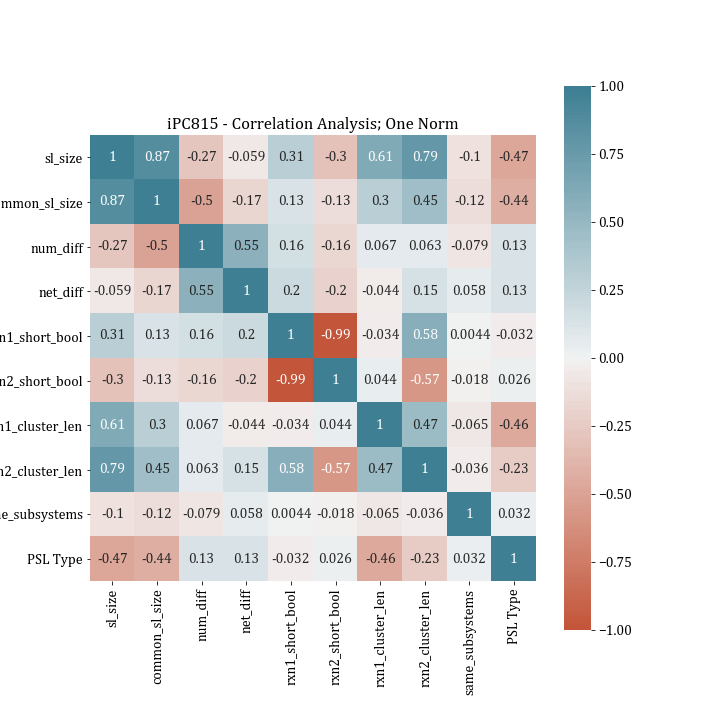 iPC815 - Correlation Analysis; One Norm
sl_size 1 0.87 -0.27 -0.059 0.31 -0.3 0.61 0.79 -0.1 -0.47
mmon_sl_size 0.87 1 -0.5 -0.17 0.13 -0.13 0.3 0.45 -0.12 -0.44
num_diff -0.27 -0.5 1 0.55 0.16 -0.16 0.067 0.063 -0.079 0.13
net_diff -0.059 -0.17 0.55 1 0.2 -0.2 -0.044 0.15 0.058 0.13
n1_short_bool 0.31 0.13 0.16 0.2 1 -0.99 -0.034 0.58 0.0044 -0.032
n2_short_bool -0.3 -0.13 -0.16 -0.2 -0.99 1 0.044 -0.57 -0.018 0.026
n1_cluster_len 0.61 0.3 0.067 -0.044 -0.034 0.044 1 0.47 -0.065 -0.46
n2_cluster_len 0.79 0.45 0.063 0.15 0.58 -0.57 0.47 1 -0.036 -0.23
ne_subsystems -0.1 -0.12 -0.079 0.058 0.0044 -0.018 -0.065 -0.036 1 0.032
PSL Type -0.47 -0.44 0.13 0.13 -0.032 0.026 -0.46 -0.23 0.032 1
sl_size
common_sl_size
num_diff
net_diff
rxn1_short_bool
rxn2_short_bool
rxn1_cluster_len
rxn2_cluster_len
same_subsystems
PSL Type
1.00
0.75
0.50
0.25
0.00
−0.25
−0.50
−0.75
−1.00